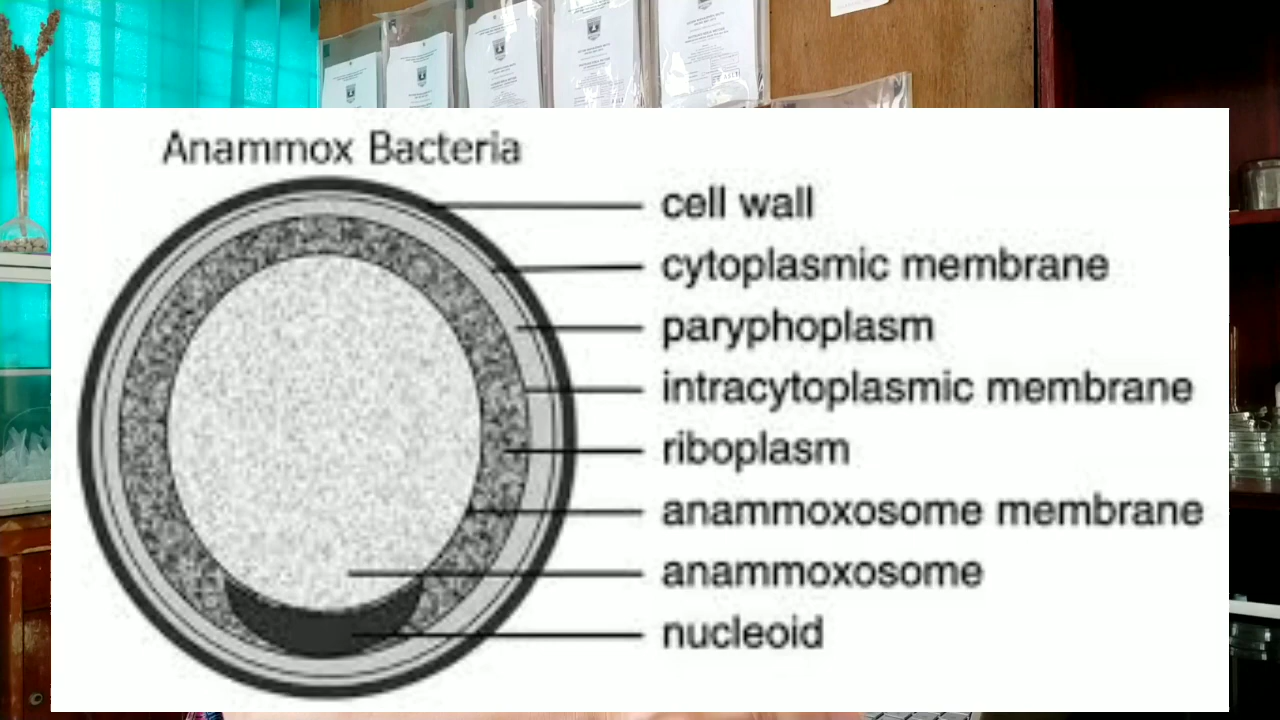 Anammox Bacteria
cell wall
cytoplasmic membrane
paryphoplasm
intracytoplasmic membrane
riboplasm
anammoxosome membrane
anammoxosome
nucleoid